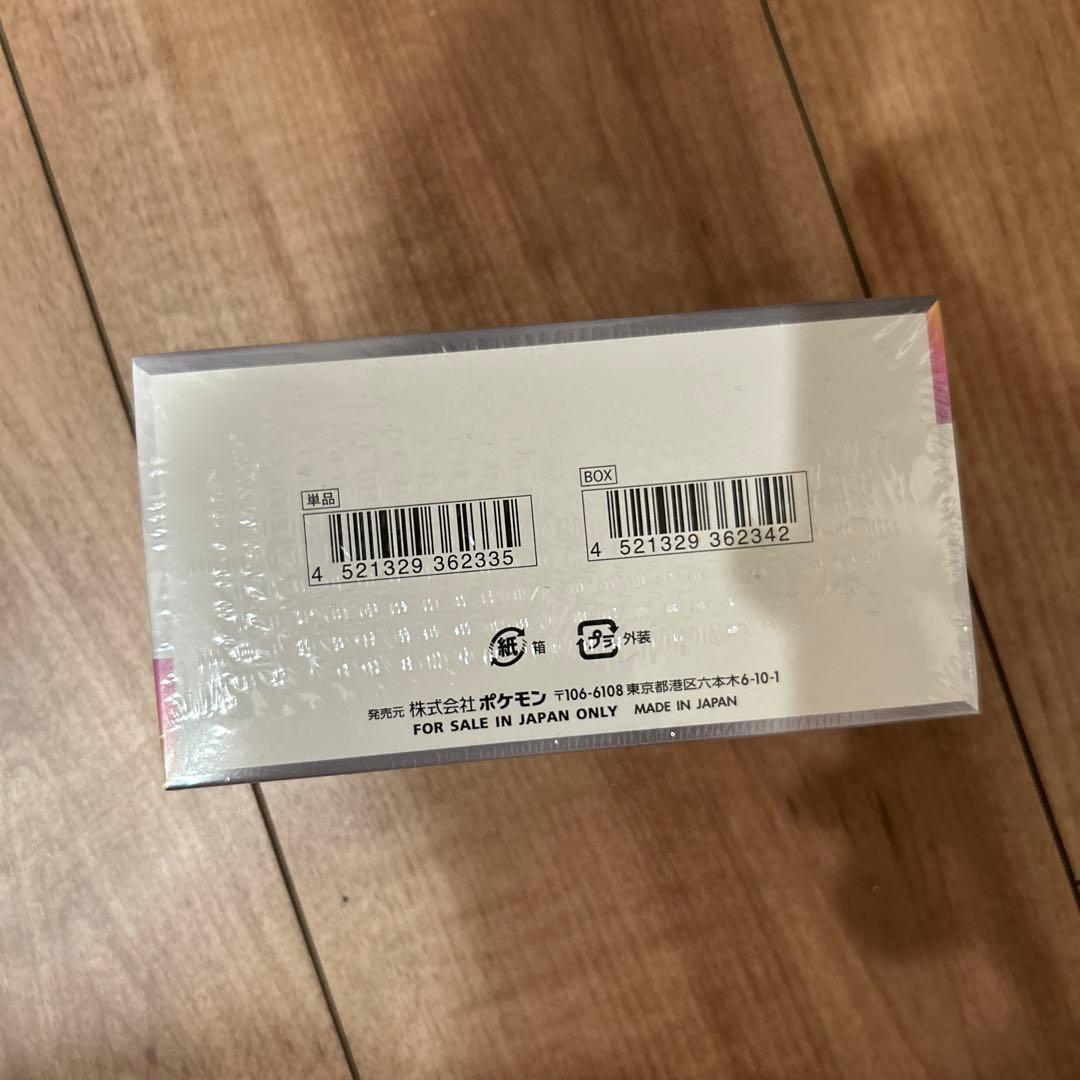 単品
4 521329 362335
BOX
4 521329 362342
紙 箱
プラ 外装
発売元 株式会社 ポケモン 〒106-6108 東京都港区六本木6-10-1
FOR SALE IN JAPAN ONLY MADE IN JAPAN